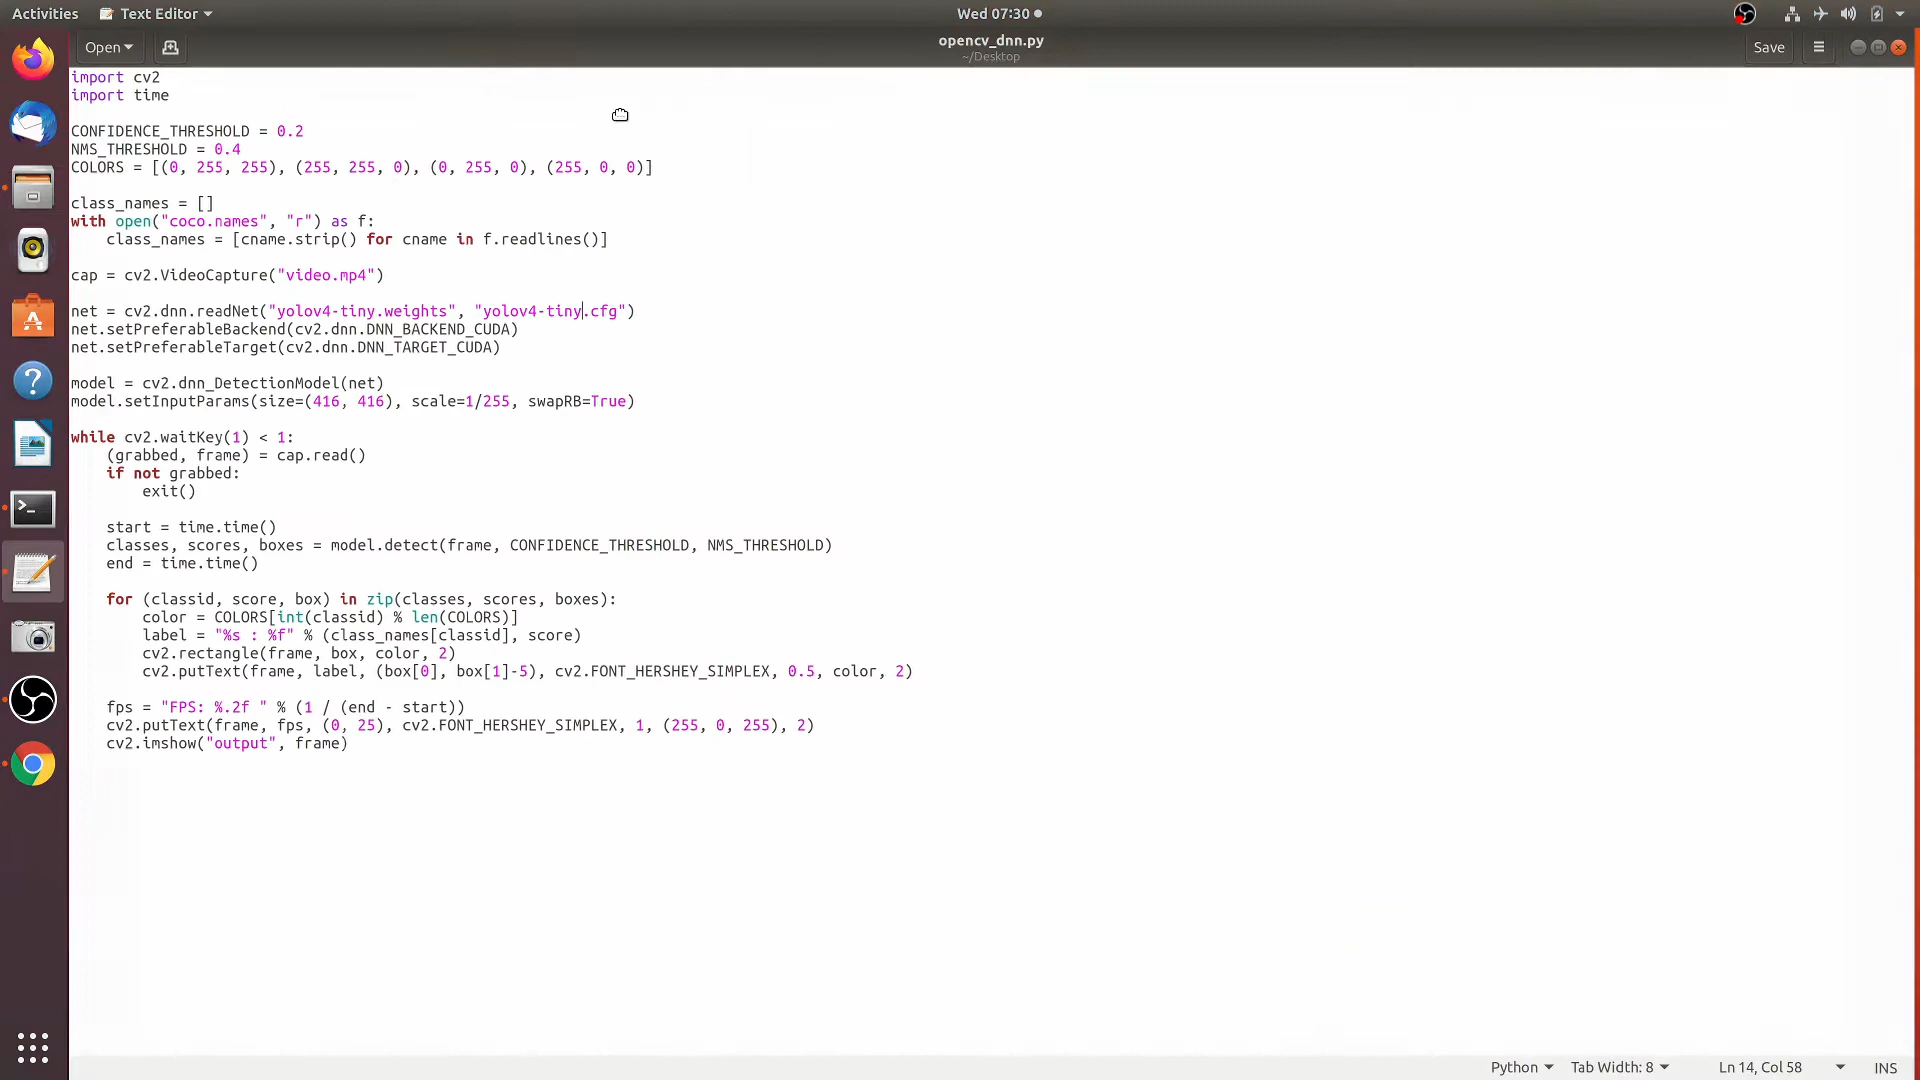 Activities
Text Editor
Wed 07:30
Open
opencv_dnn.py
~/Desktop
Save
import cv2
import time
CONFIDENCE_THRESHOLD = 0.2
NMS_THRESHOLD = 0.4
COLORS = [(0, 255, 255), (255, 255, 0), (0, 255, 0), (255, 0, 0)]
class_names = []
with open("coco.names", "r") as f:
    class_names = [cname.strip() for cname in f.readlines()]
cap = cv2.VideoCapture("video.mp4")
net = cv2.dnn.readNet("yolov4-tiny.weights", "yolov4-tiny.cfg")
net.setPreferableBackend(cv2.dnn.DNN_BACKEND_CUDA)
net.setPreferableTarget(cv2.dnn.DNN_TARGET_CUDA)
model = cv2.dnn_DetectionModel(net)
model.setInputParams(size=(416, 416), scale=1/255, swapRB=True)
while cv2.waitKey(1) < 1:
    (grabbed, frame) = cap.read()
    if not grabbed:
        exit()
    start = time.time()
    classes, scores, boxes = model.detect(frame, CONFIDENCE_THRESHOLD, NMS_THRESHOLD)
    end = time.time()
    for (classid, score, box) in zip(classes, scores, boxes):
        color = COLORS[int(classid) % len(COLORS)]
        label = "%s : %f" % (class_names[classid], score)
        cv2.rectangle(frame, box, color, 2)
        cv2.putText(frame, label, (box[0], box[1]-5), cv2.FONT_HERSHEY_SIMPLEX, 0.5, color, 2)
    fps = "FPS: %.2f " % (1 / (end - start))
    cv2.putText(frame, fps, (0, 25), cv2.FONT_HERSHEY_SIMPLEX, 1, (255, 0, 255), 2)
    cv2.imshow("output", frame)
Python
Tab Width: 8
Ln 14, Col 58
INS